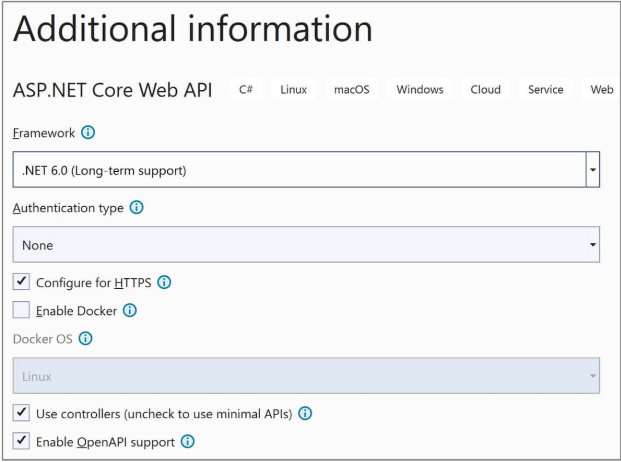 Additional information
ASP.NET Core Web API C# Linux macOS Windows Cloud Service Web
Framework
.NET 6.0 (Long-term support)
Authentication type
None
Configure for HTTPS
Enable Docker
Docker OS
Linux
Use controllers (uncheck to use minimal APIs)
Enable OpenAPI support